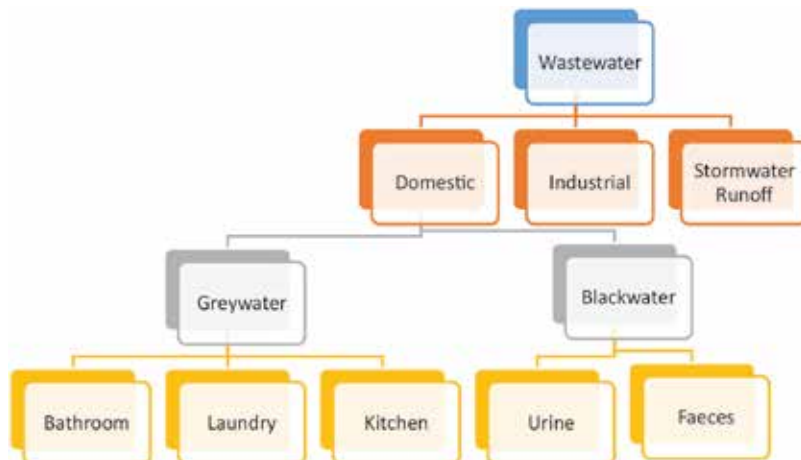 Wastewater
Domestic
Industrial
Stormwater
Runoff
Greywater
Blackwater
Bathroom
Laundry
Kitchen
Urine
Faeces